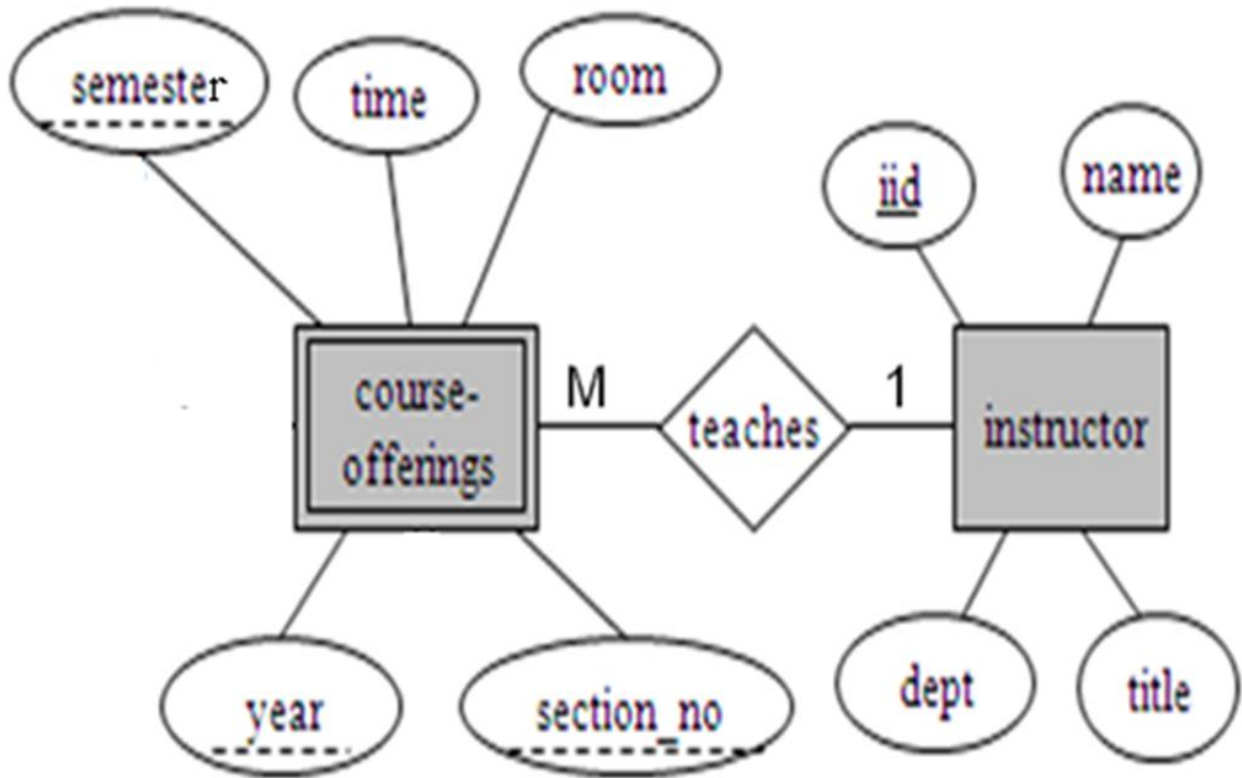 semester
time
room
iid
name
course-
offerings
M
teaches
1
instructor
year
section_no
dept
title